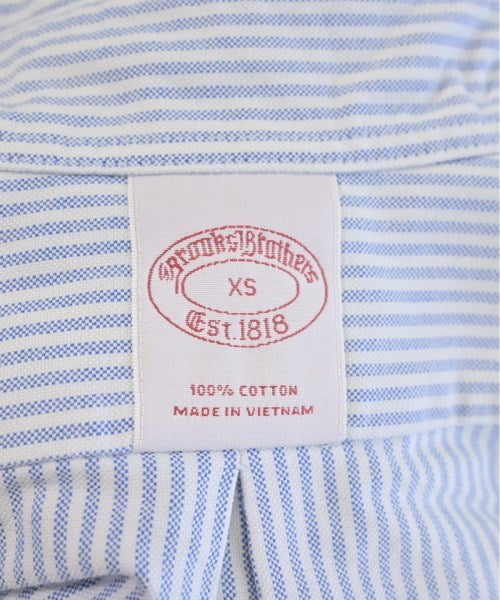 Brooks Brothers
XS
Est. 1818
100% COTTON
MADE IN VIETNAM